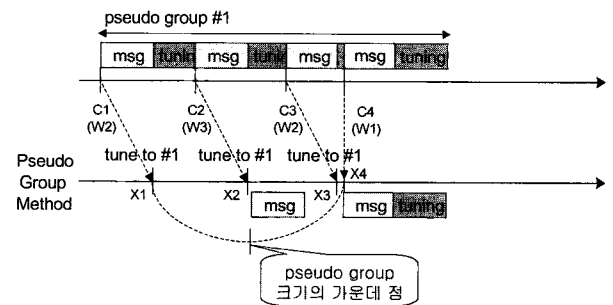 pseudo group #1
msg tuning msg tuning msg msg tuning
C1 C2 C3 C4
(W2) (W3) (W2) (W1)
tune to #1 tune to #1 tune to #1
Pseudo
Group
Method
X1 X2 X3 X4
msg msg tuning
pseudo group
크기의 가운데 점